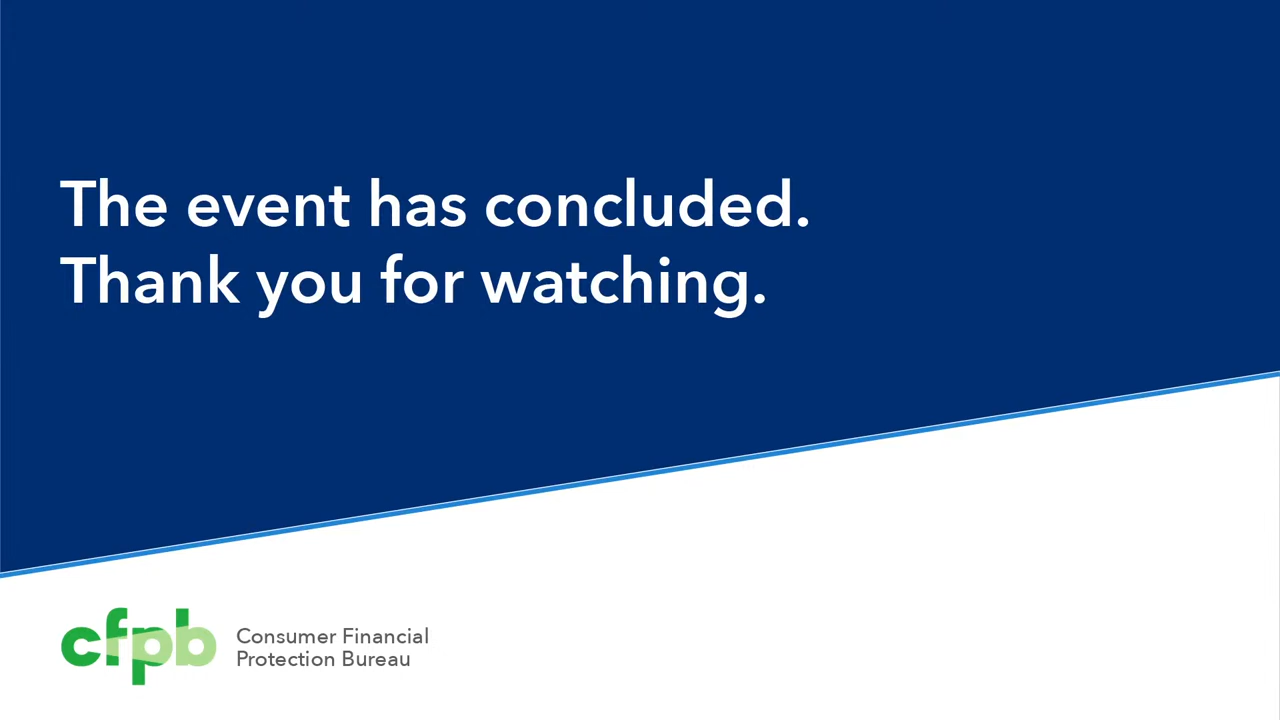 The event has concluded.
Thank you for watching.
cfpb
Consumer Financial
Protection Bureau